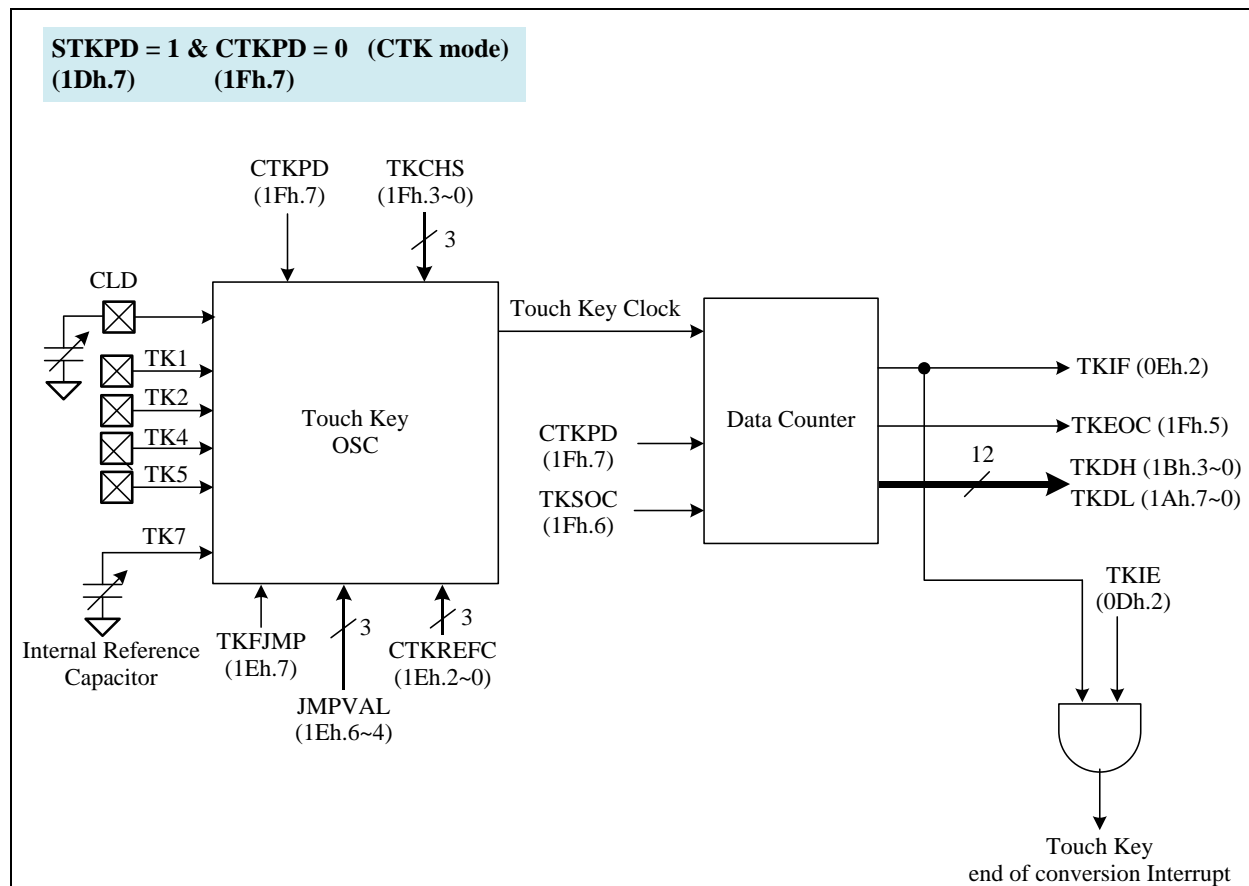 STKPD = 1 & CTKPD = 0 (CTK mode)
(1Dh.7) (1Fh.7)
CTKPD
(1Fh.7)
TKCHS
(1Fh.3~0)
3
CLD
TK1
TK2
TK4
TK5
TK7
Touch Key
OSC
Touch Key Clock
Data Counter
CTKPD
(1Fh.7)
TKSOC
(1Fh.6)
TKIF (0Eh.2)
TKEOC (1Fh.5)
12
TKDH (1Bh.3~0)
TKDL (1Ah.7~0)
Internal Reference
Capacitor
TKFJMP
(1Eh.7)
3
JMPVAL
(1Eh.6~4)
3
CTKREFC
(1Eh.2~0)
TKIE
(0Dh.2)
Touch Key
end of conversion Interrupt